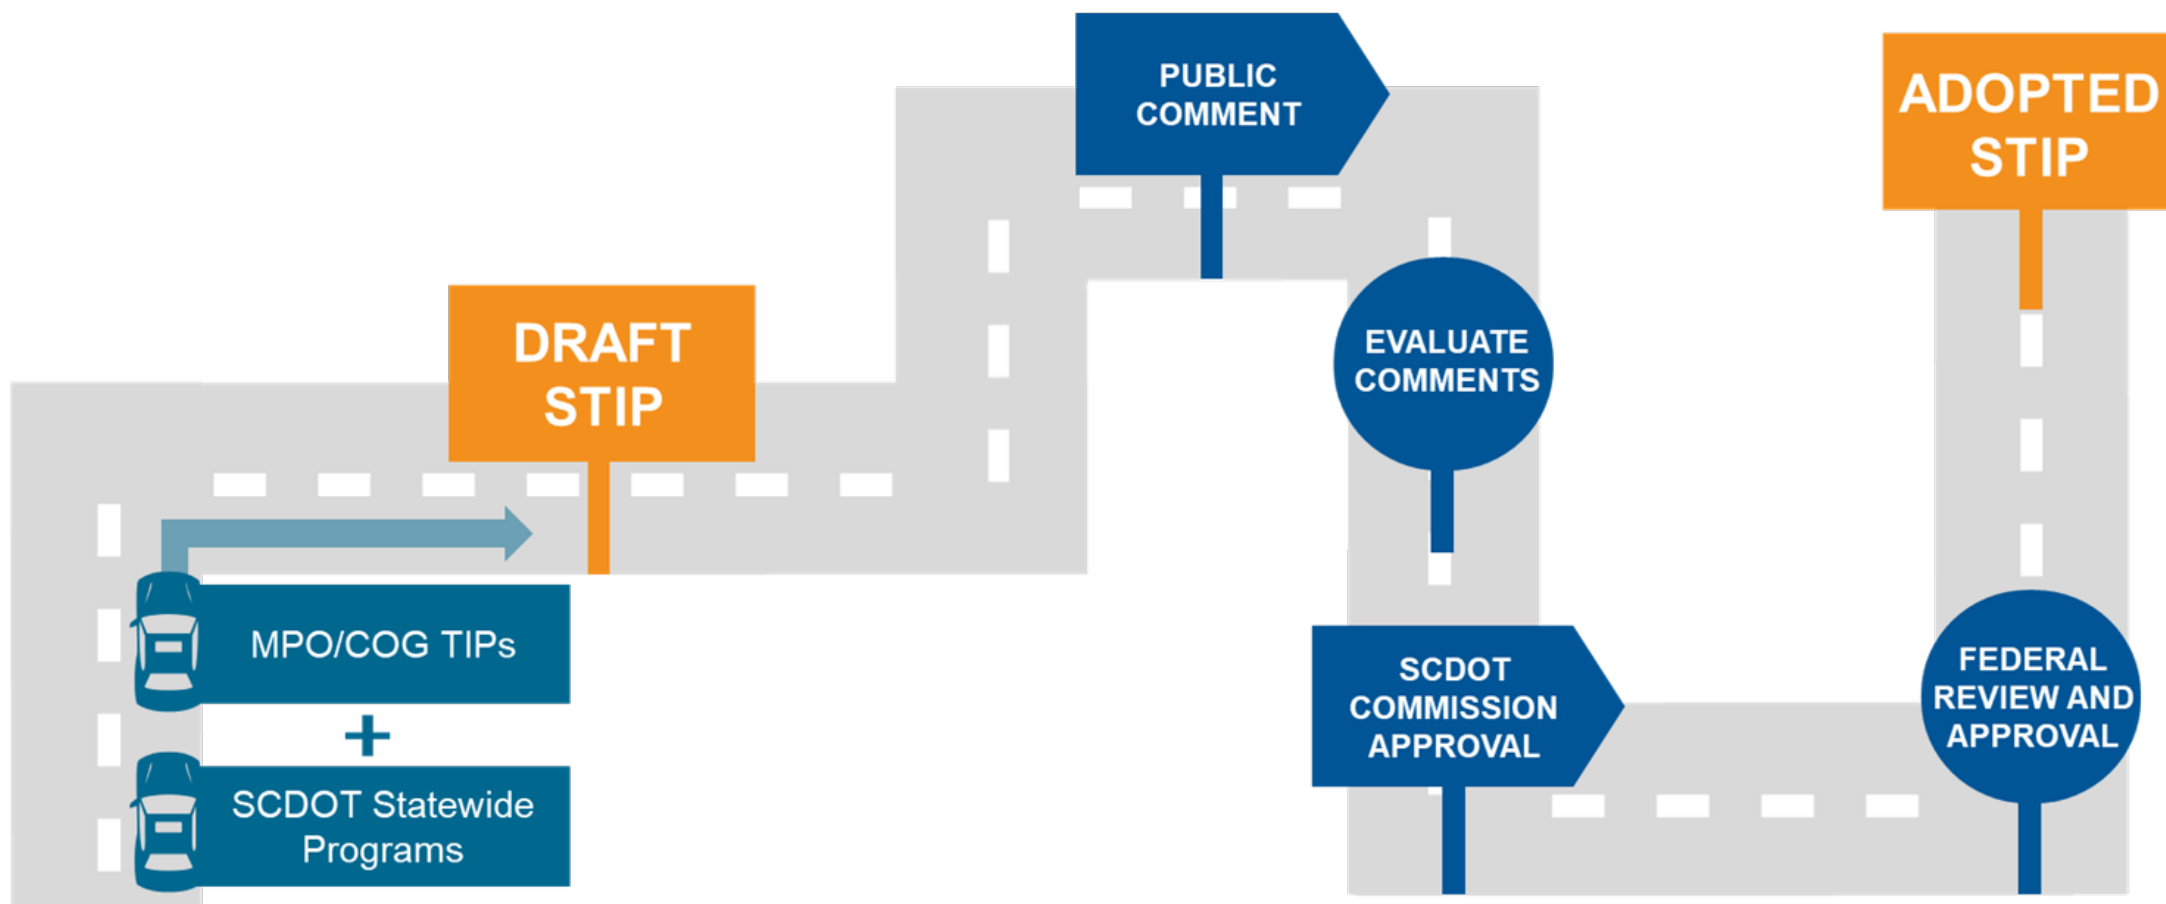 MPO/COG TIPs
+
SCDOT Statewide
Programs
DRAFT
STIP
PUBLIC
COMMENT
EVALUATE
COMMENTS
SCDOT
COMMISSION
APPROVAL
FEDERAL
REVIEW AND
APPROVAL
ADOPTED
STIP